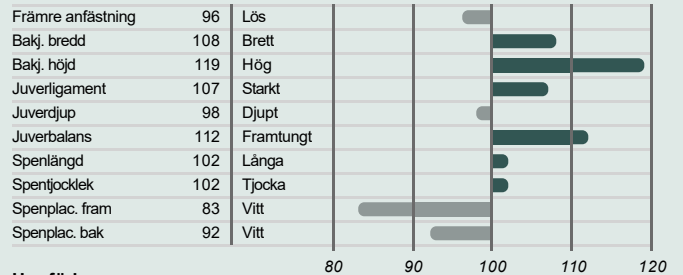 Främre anfästning 96 Lös
Bakj. bredd 108 Brett
Bakj. höjd 119 Hög
Juverligament 107 Starkt
Juverdjup 98 Djupt
Juverbalans 112 Framtungt
Spenlängd 102 Långa
Spentjocklek 102 Tjocka
Spenplac. fram 83 Vitt
Spenplac. bak 92 Vitt
80 90 100 110 120